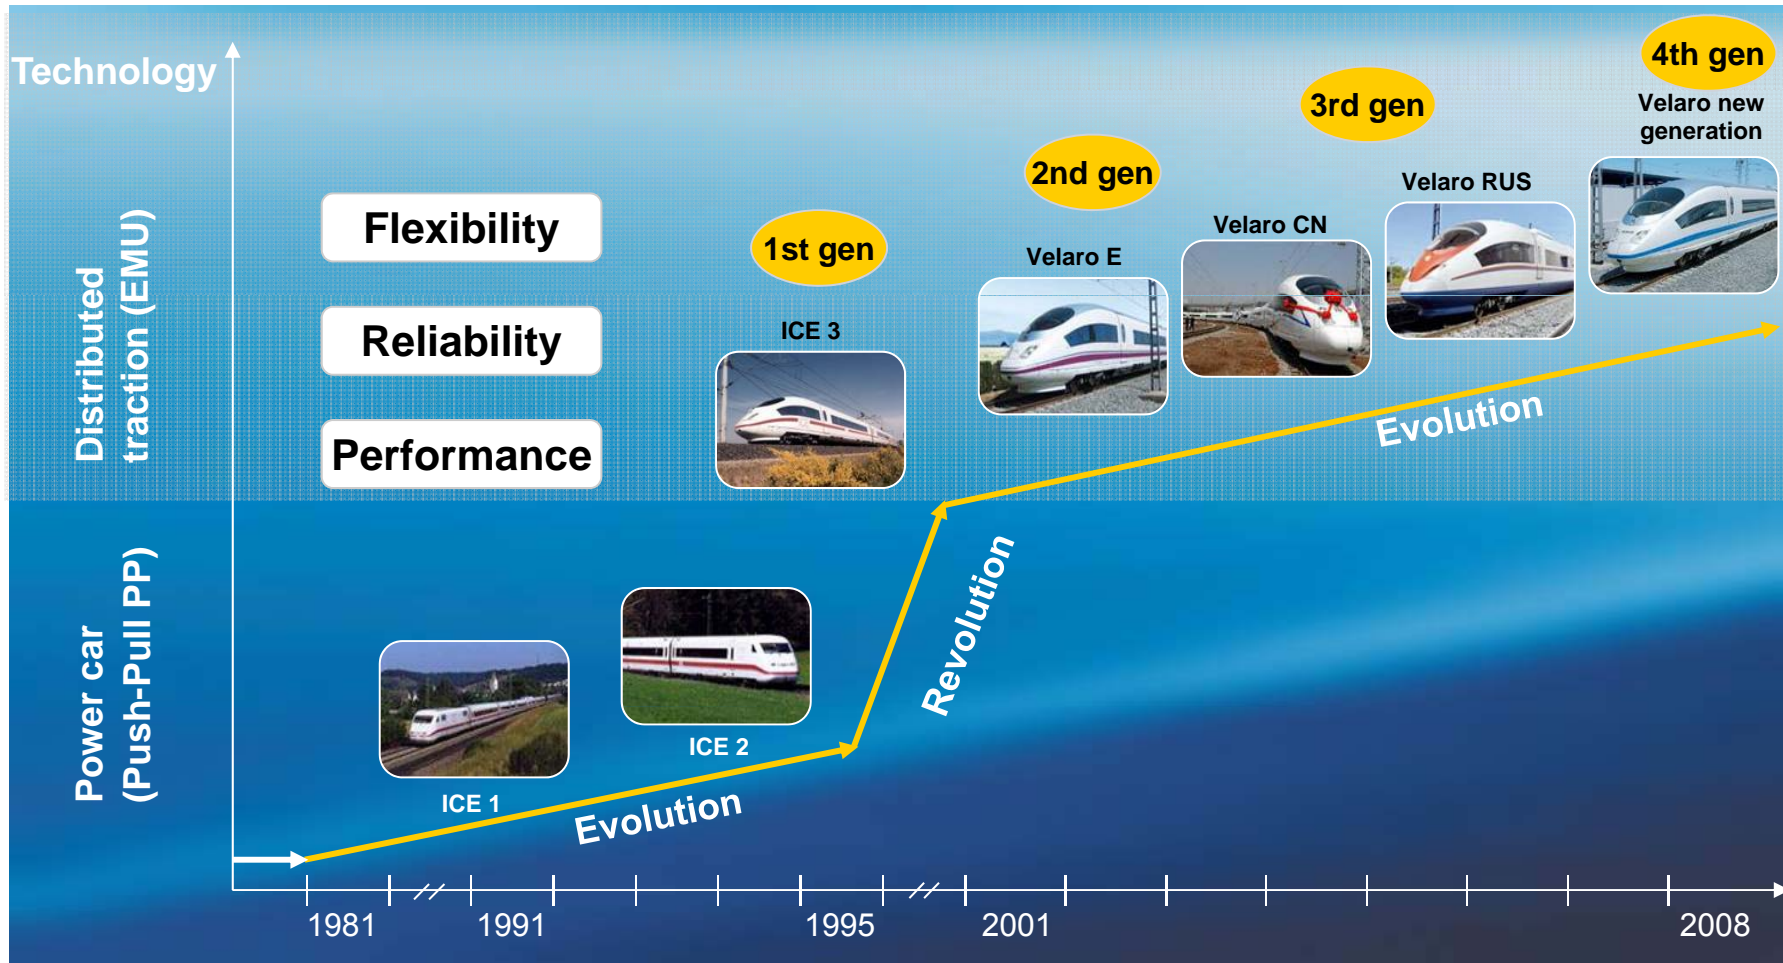 Technology
4th gen
Velaro new
generation
3rd gen
2nd gen
Velaro RUS
1st gen
Velaro CN
Velaro E
ICE 3
Flexibility
Reliability
Performance
Distributed
traction (EMU)
Evolution
Revolution
Power car
(Push-Pull PP)
ICE 2
ICE 1
Evolution
1981
1991
1995
2001
2008